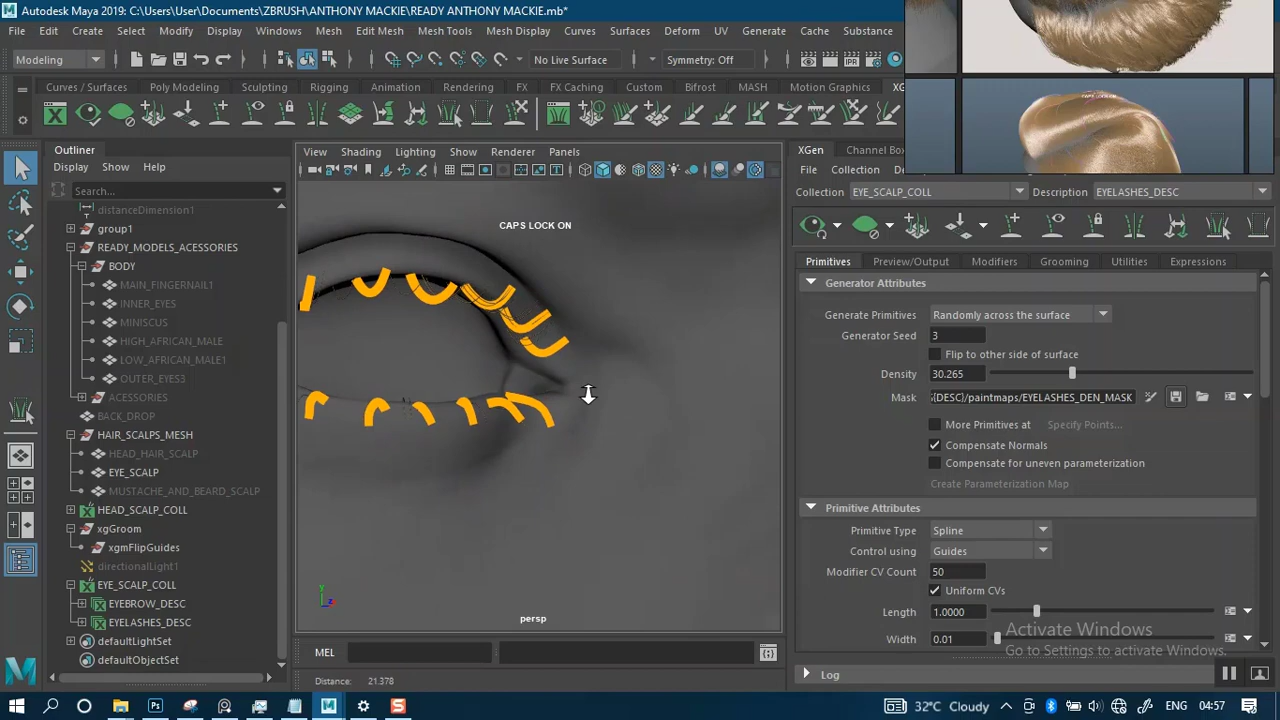 Autodesk Maya 2019: C:\Users\User\Documents\ZBRUSH\ANTHONY MACKIE\READY ANTHONY MACKIE.mb*
File Edit Create Select Modify Display Windows Mesh Edit Mesh Mesh Tools Mesh Display Curves Surfaces Deform UV Generate Cache Substance
Modeling No Live Surface Symmetry: Off
Curves / Surfaces Poly Modeling Sculpting Rigging Animation Rendering FX FX Caching Custom Bifrost MASH Motion Graphics
Outliner
Display Show Help
Search...
distanceDimension1
group1
READY_MODELS_ACESSORIES
BODY
MAIN_FINGERNAIL1
INNER_EYES
MINISCUS
HIGH_AFRICAN_MALE
LOW_AFRICAN_MALE1
OUTER_EYES3
ACESSORIES
BACK_DROP
HAIR_SCALPS_MESH
HEAD_HAIR_SCALP
EYE_SCALP
MUSTACHE_AND_BEARD_SCALP
HEAD_SCALP_COLL
xgGroom
xgmFlipGuides
directionalLight1
EYE_SCALP_COLL
EYEBROW_DESC
EYELASHES_DESC
defaultLightSet
defaultObjectSet
View Shading Lighting Show Renderer Panels
CAPS LOCK ON
persp
MEL
Distance: 21.378
XGen Channel Box
File Collection
Collection EYE_SCALP_COLL Description EYELASHES_DESC
Primitives Preview/Output Modifiers Grooming Utilities Expressions
Generator Attributes
Generate Primitives Randomly across the surface
Generator Seed 3
Flip to other side of surface
Density 30.265
Mask {DESC}/paintmaps/EYELASHES_DEN_MASK
More Primitives at Specify Points...
Compensate Normals
Compensate for uneven parameterization
Create Parameterization Map
Primitive Attributes
Primitive Type Spline
Control using Guides
Modifier CV Count 50
Uniform CVs
Length 1.0000
Width 0.01
Activate Windows
Go to Settings to activate Windows.
Log
32°C Cloudy ENG 04:57